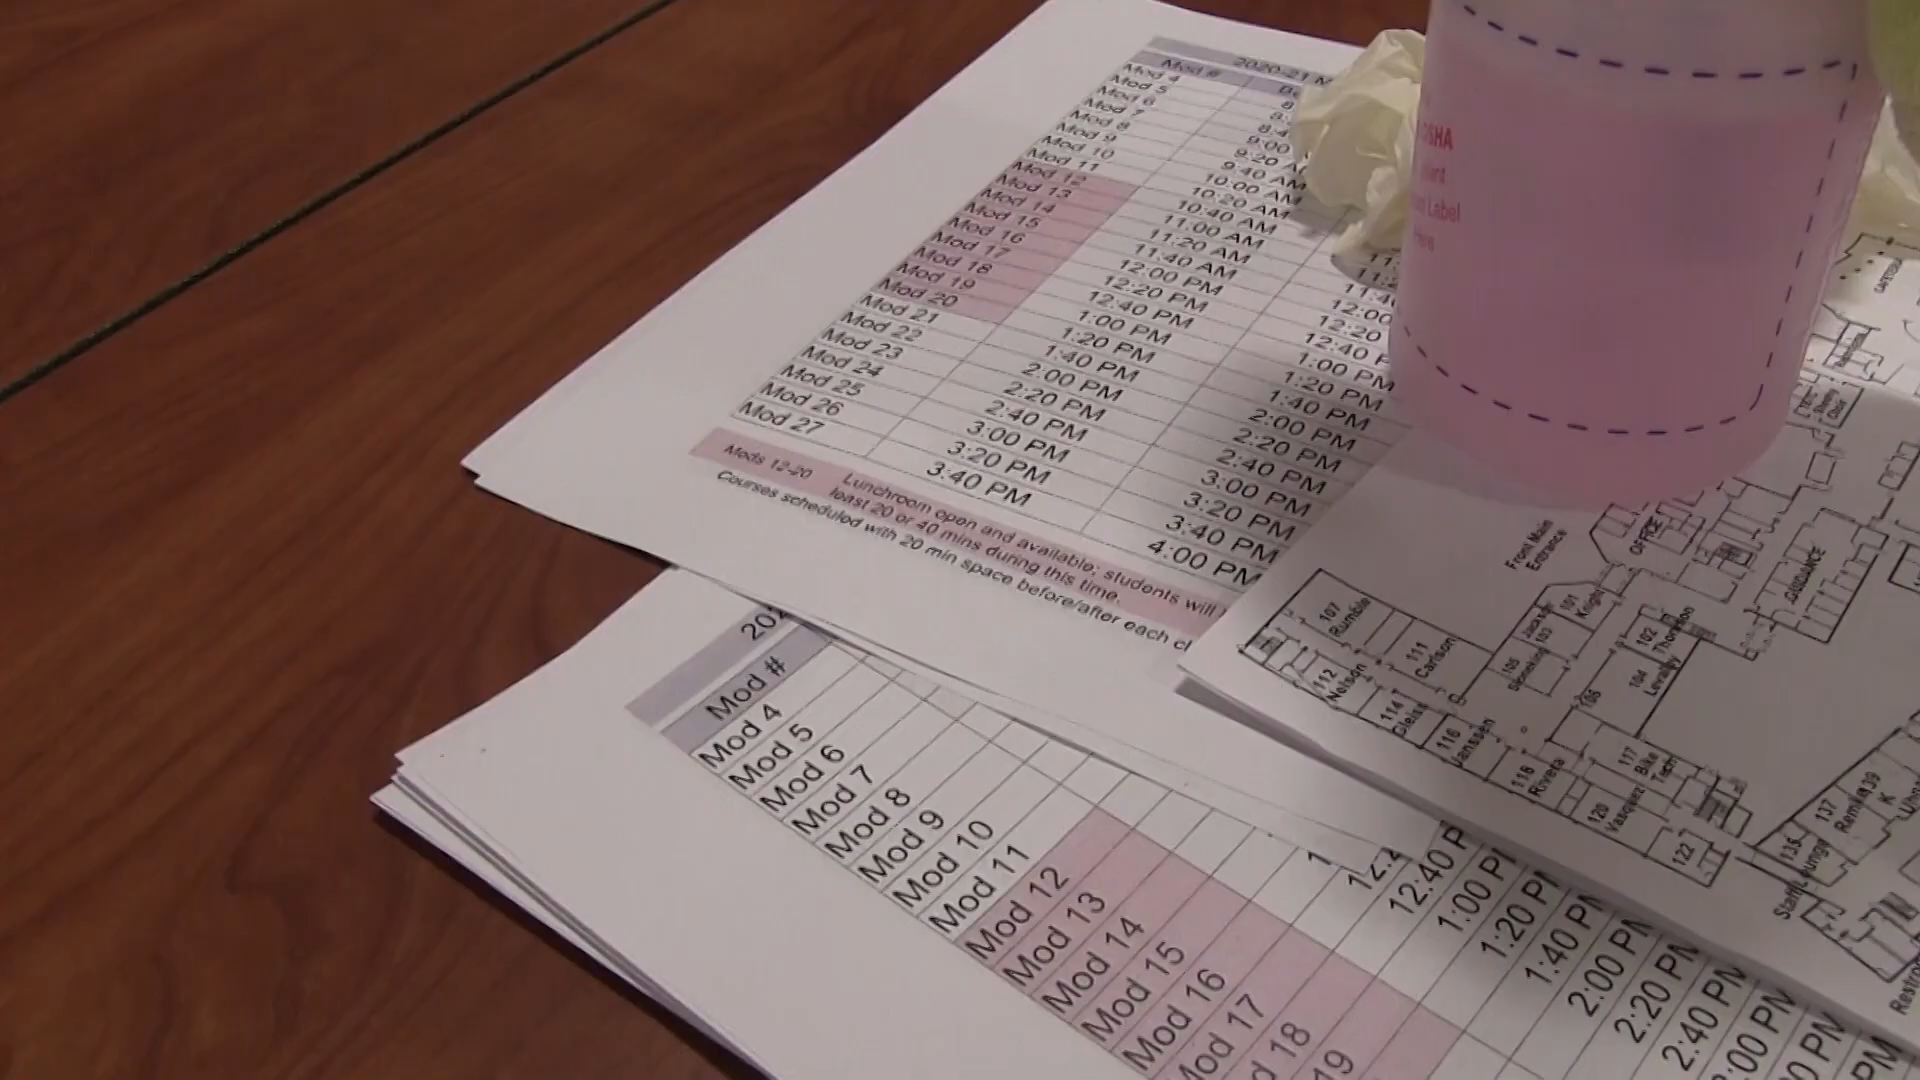 2020-21
Mod #
Mod 4
Mod 5
Mod 6
Mod 7
Mod 8
Mod 9 9:40 AM
Mod 10 10:00 AM
Mod 11 10:20 AM
Mod 12 10:40 AM
Mod 13 11:00 AM
Mod 14 11:20 AM
Mod 15 11:40 AM
Mod 16 12:00 PM 12:20
Mod 17 12:20 PM 12:40 P
Mod 18 12:40 PM 1:00 PM
Mod 19 1:00 PM 1:20 PM
Mod 20 1:20 PM 1:40 PM
Mod 21 1:40 PM 2:00 PM
Mod 22 2:00 PM 2:20 PM
Mod 23 2:20 PM 2:40 PM
Mod 24 2:40 PM 3:00 PM
Mod 25 3:00 PM 3:20 PM
Mod 26 3:20 PM 3:40 PM
Mod 27 3:40 PM 4:00 PM
Mods 12-20 Lunchroom open and available; students will
least 20 or 40 mins during this time.
Courses scheduled with 20 min space before/after each cl
OSHA
Label
Front Main
Entrance
OFFICE
GUIDANCE
107
Rumble
111
Carlson
112
Nelson
114
Gleiss
116
Janssen
118
Riveta
120
Vasquez
122
117
Bike
Tech
101
Knight
103
105
102
Thompson
104
Levally
106
135
Staff Lounge
137
139
Restro
202
Mod #
Mod 4
Mod 5
Mod 6
Mod 7
Mod 8
Mod 9
Mod 10
Mod 11
Mod 12
Mod 13
Mod 14
Mod 15
Mod 16
Mod 17
d 18
19
12:40 P
1:00 PM
1:20 PM
1:40 PM
2:00 PM
2:20 PM
2:40 PM
:00 PM